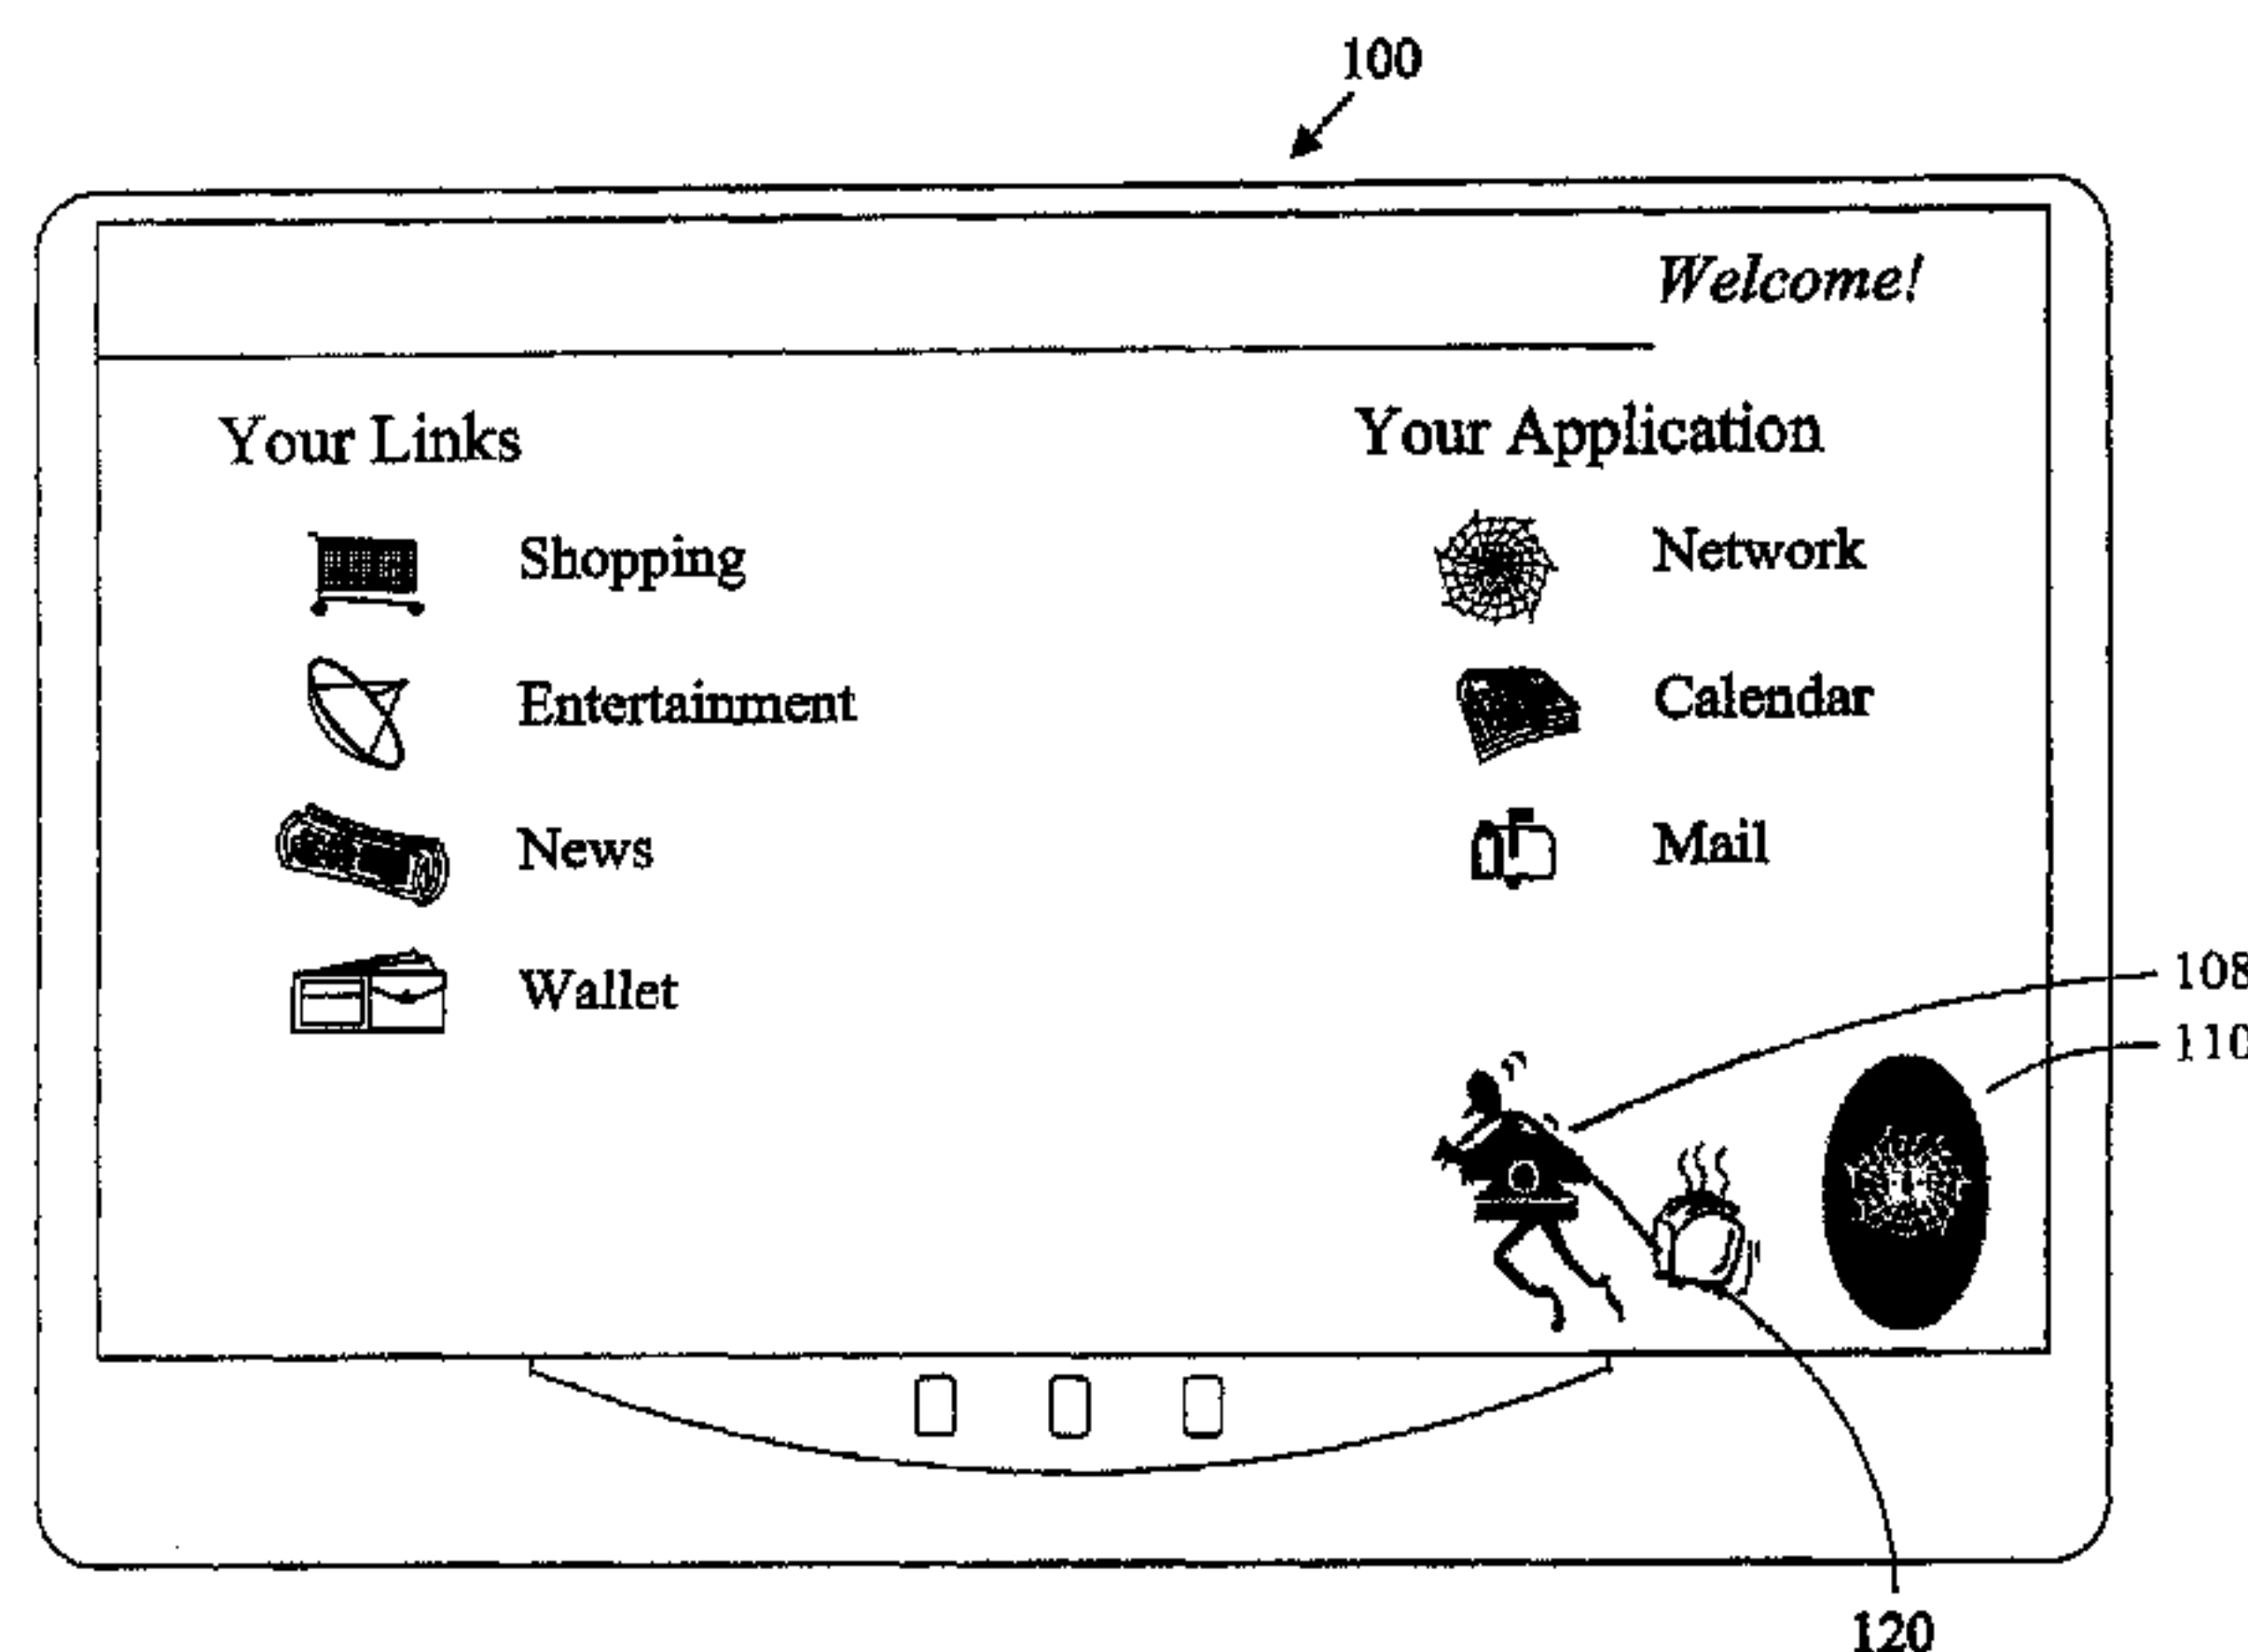 100
Welcome!
Your Links
Shopping
Entertainment
News
Wallet
Your Application
Network
Calendar
Mail
108
110
120